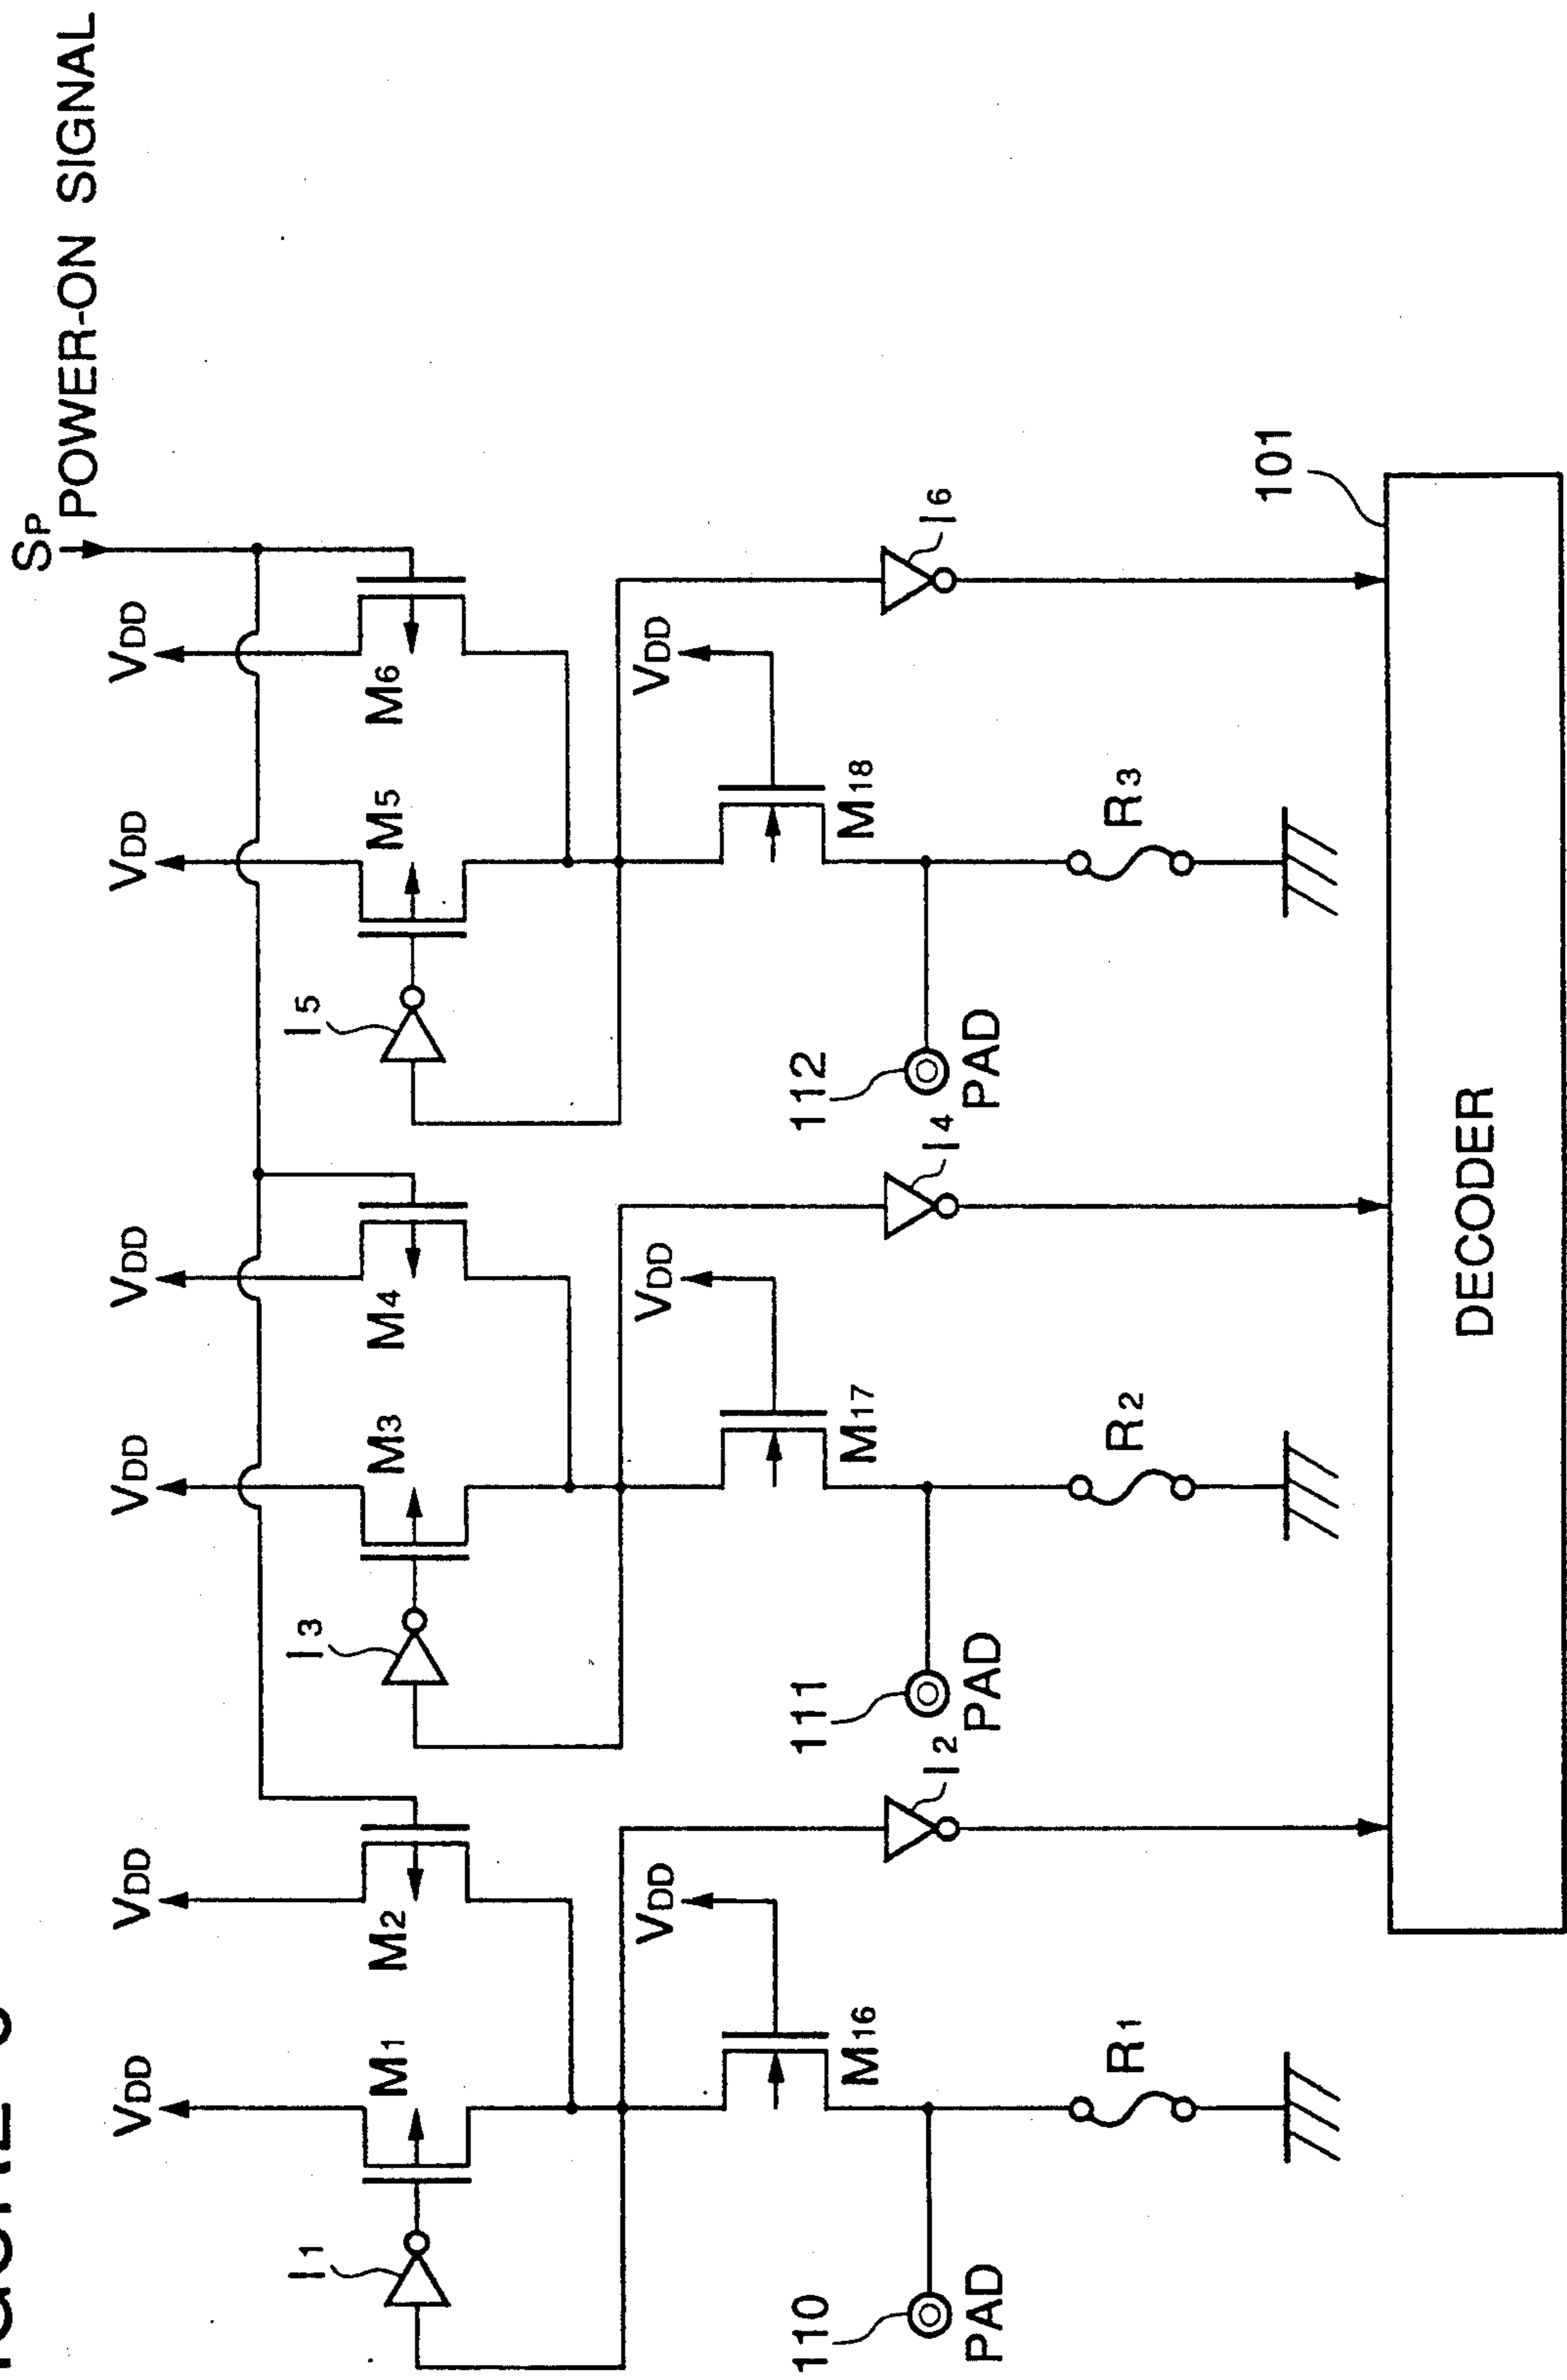 SP
POWER-ON SIGNAL
VDD VDD VDD VDD VDD VDD
I1 I3 I5
M1 M2 M3 M4 M5 M6
VDD VDD VDD
110 111 112
M16 M17 M18
I2 I4 I6
PAD PAD PAD
R1 R2 R3
101
DECODER